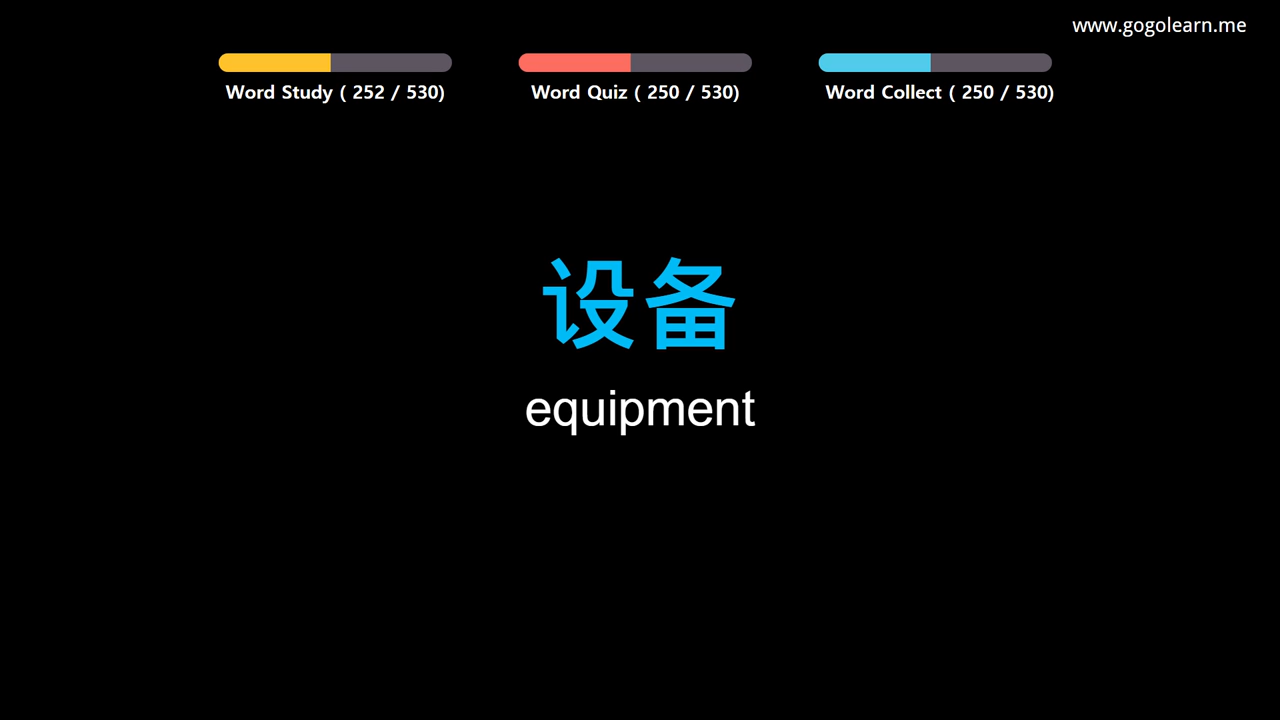 www.gogolearn.me
Word Study ( 252 / 530)
Word Quiz ( 250 / 530)
Word Collect ( 250 / 530)
设备
equipment